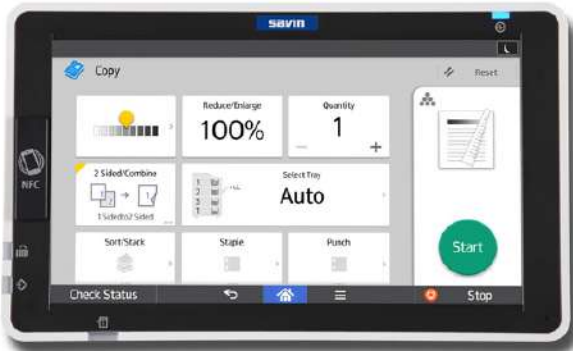 savin
Copy
Reset
Reduce/Enlarge
100%
Quantity
1
2 Sided/Combine
1 Sided to 2 Sided
Select Tray
Auto
NFC
Sort/Stack
Staple
Punch
Start
Check Status
Stop